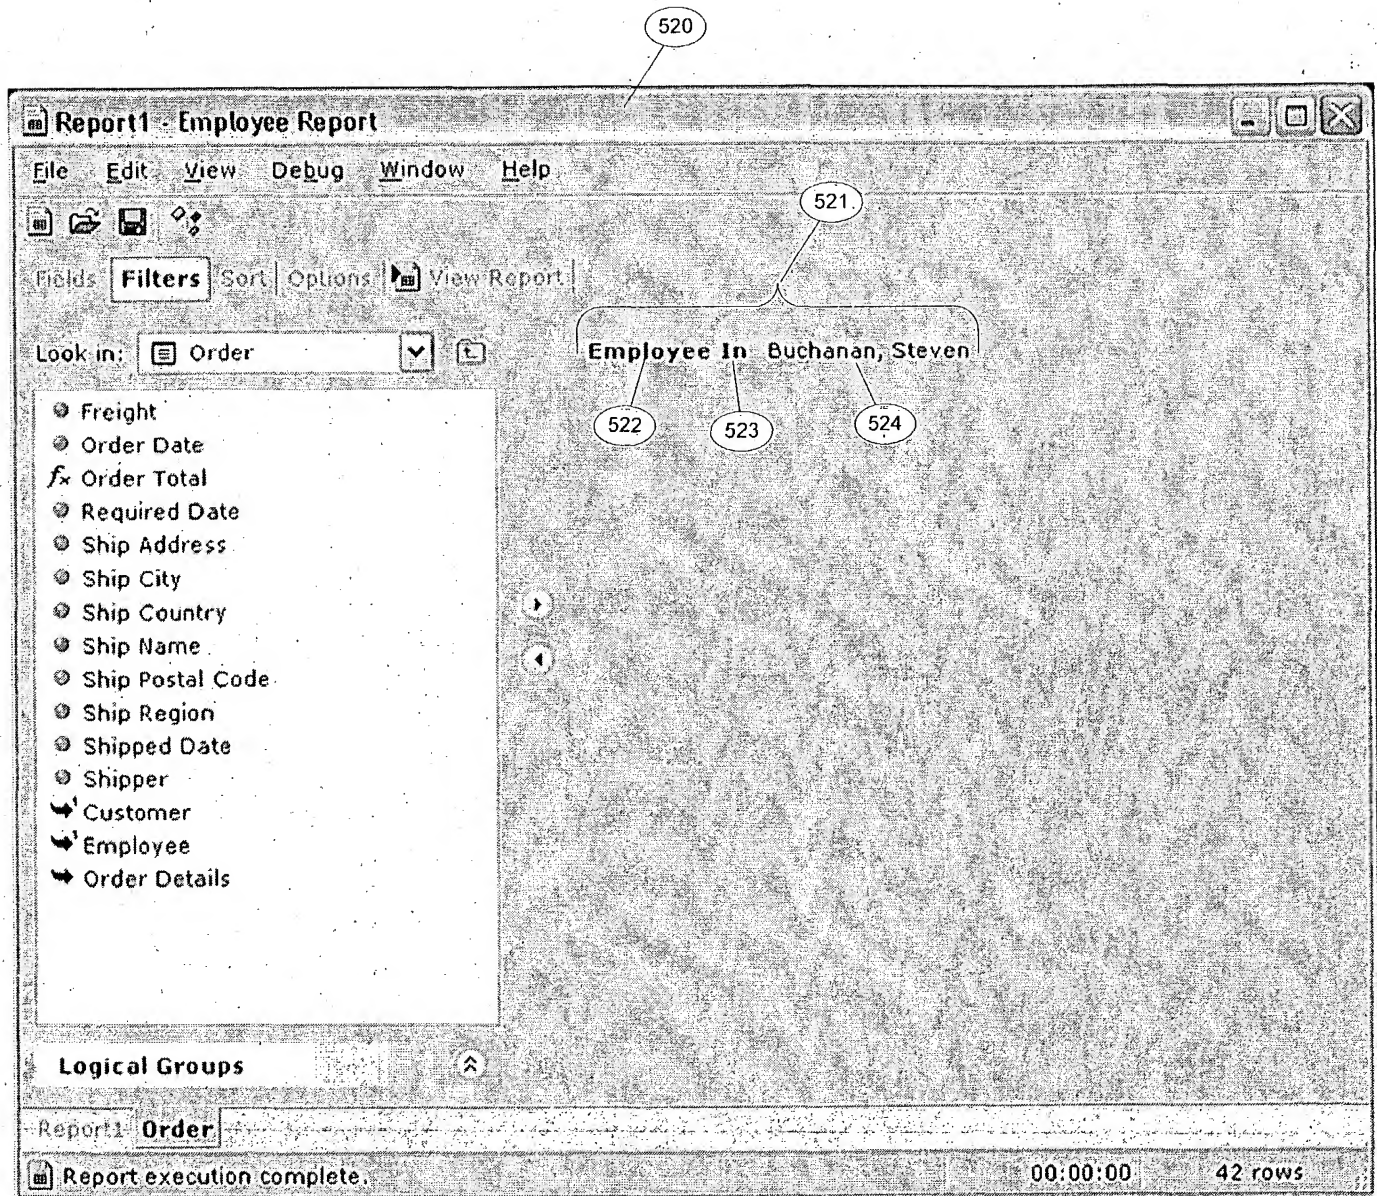 520
Report1 - Employee Report
File Edit View Debug Window Help
521
Fields Filters Sort Options View Report
Look in: Order
Employee In Buchanan, Steven
522 523 524
Freight
Order Date
fx Order Total
Required Date
Ship Address
Ship City
Ship Country
Ship Name
Ship Postal Code
Ship Region
Shipped Date
Shipper
Customer
Employee
Order Details
Logical Groups
Report1 Order
Report execution complete. 00:00:00 42 rows